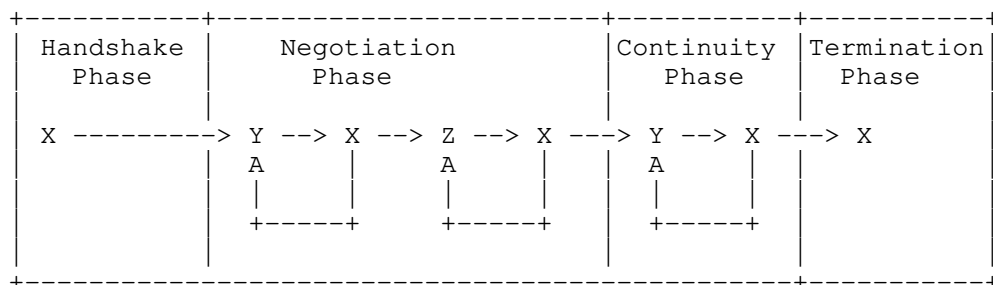 +-----------+------------------------+-----------+-----------+
| Handshake |    Negotiation         |Continuity |Termination|
|   Phase   |      Phase             |   Phase   |  Phase    |
|           |                        |           |           |
| X ---------> Y --> X --> Z --> X ---> Y --> X ---> X       |
|           |  A     |     A     |   |  A     |  |           |
|           |  |     |     |     |   |  |     |  |           |
|           |  +-----+     +-----+   |  +-----+  |           |
|           |                        |           |           |
+------------------------------------------------+-----------+